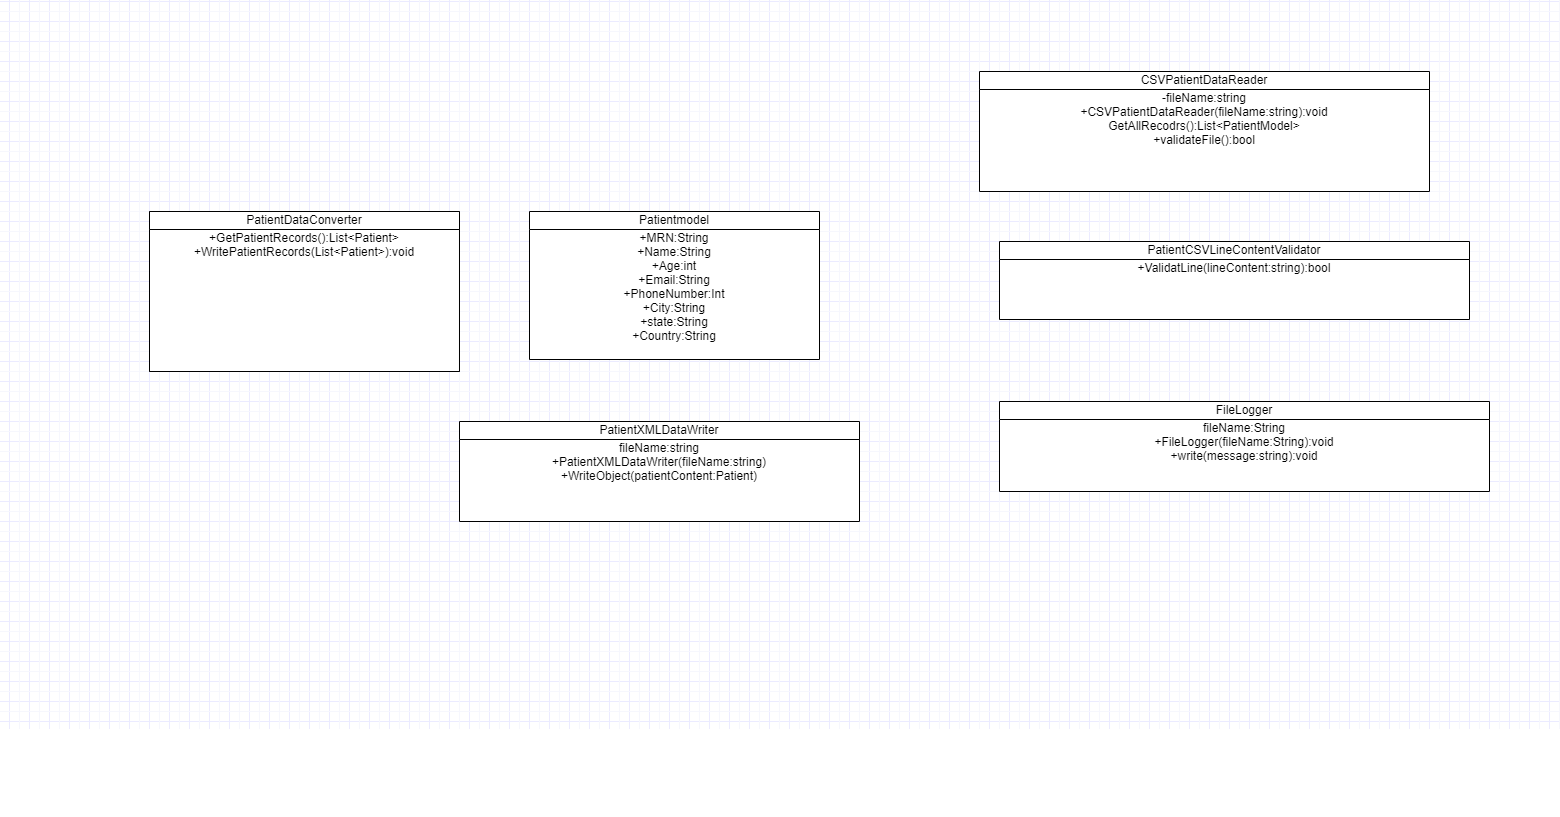 CSVPatientDataReader
-fileName:string
+CSVPatientDataReader(fileName:string):void
GetAllRecodrs():List<PatientModel>
+validateFile():bool
PatientDataConverter
+GetPatientRecords():List<Patient>
+WritePatientRecords(List<Patient>):void
Patientmodel
+MRN:String
+Name:String
+Age:int
+Email:String
+PhoneNumber:Int
+City:String
+state:String
+Country:String
PatientCSVLineContentValidator
+ValidatLine(lineContent:string):bool
PatientXMLDataWriter
fileName:string
+PatientXMLDataWriter(fileName:string)
+WriteObject(patientContent:Patient)
FileLogger
fileName:String
+FileLogger(fileName:String):void
+write(message:string):void